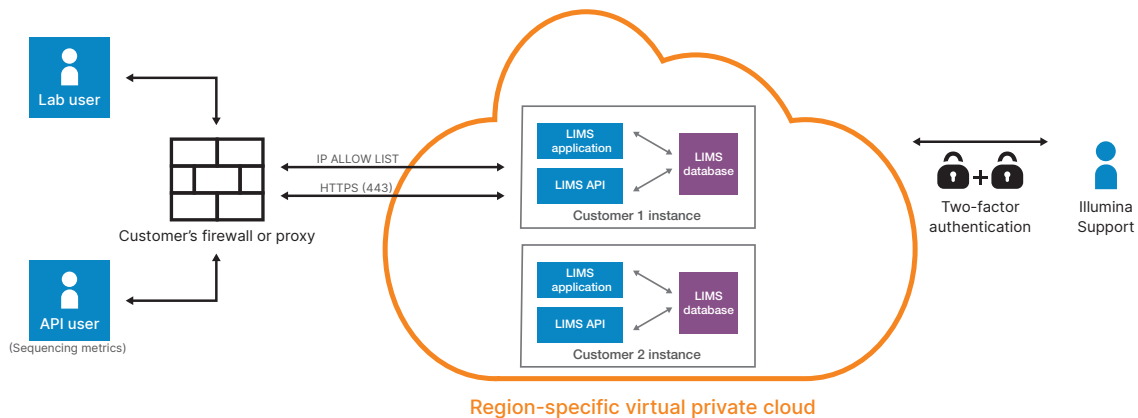 Lab user
Customer's firewall or proxy
API user
(Sequencing metrics)
IP ALLOW LIST
HTTPS (443)
LIMS
application
LIMS API
LIMS
database
Customer 1 instance
LIMS
application
LIMS API
LIMS
database
Customer 2 instance
Region-specific virtual private cloud
+
Two-factor
authentication
Illumina
Support